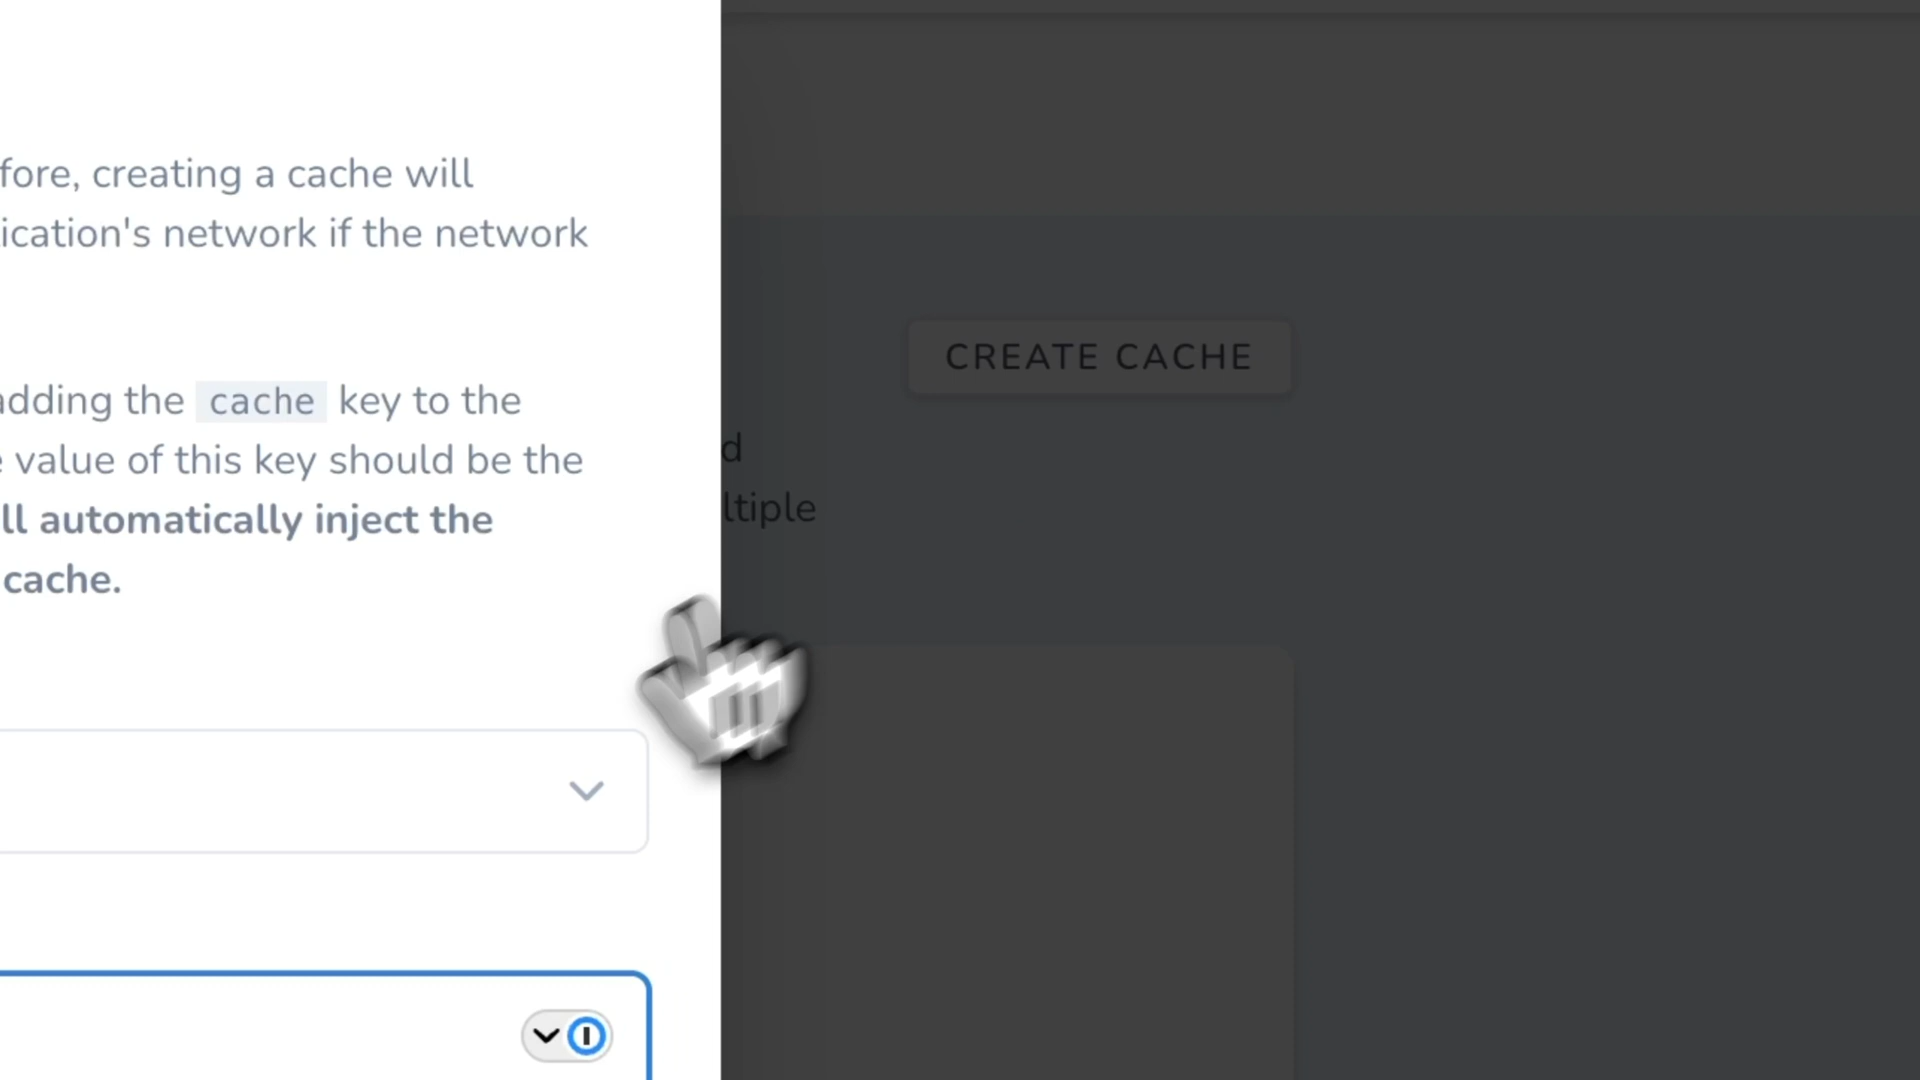 fore, creating a cache will
ication's network if the network
adding the cache key to the
value of this key should be the
ll automatically inject the
cache.
CREATE CACHE
d
ltiple